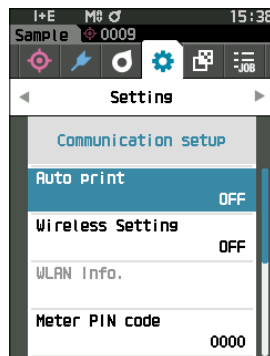 I+E M 15:38
Sample 0009
-JOB
Setting
Communication setup
Auto print
OFF
Wireless Setting
OFF
WLAN Info.
Meter PIN code
0000